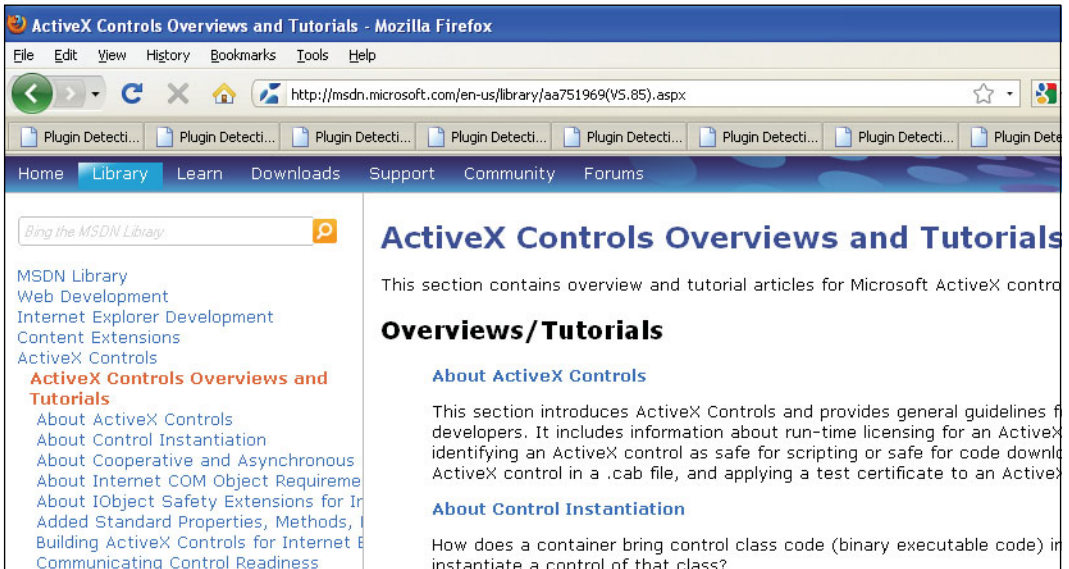 ActiveX Controls Overviews and Tutorials - Mozilla Firefox
File Edit View History Bookmarks Tools Help
http://msdn.microsoft.com/en-us/library/aa751969(VS.85).aspx
Plugin Detecti... Plugin Detecti... Plugin Detecti... Plugin Detecti... Plugin Detecti... Plugin Detecti... Plugin Detecti... Plugin Dete
Home Library Learn Downloads Support Community Forums
Bing the MSDN Library
MSDN Library
Web Development
Internet Explorer Development
Content Extensions
ActiveX Controls
ActiveX Controls Overviews and
Tutorials
About ActiveX Controls
About Control Instantiation
About Cooperative and Asynchronous
About Internet COM Object Requireme
About IObject Safety Extensions for
Added Standard Properties, Methods,
Building ActiveX Controls for Internet
Communicating Control Readiness
ActiveX Controls Overviews and Tutorials
This section contains overview and tutorial articles for Microsoft ActiveX contro
Overviews/Tutorials
About ActiveX Controls
This section introduces ActiveX Controls and provides general guidelines
developers. It includes information about run-time licensing for an ActiveX
identifying an ActiveX control as safe for scripting or safe for code downlo
ActiveX control in a .cab file, and applying a test certificate to an ActiveX
About Control Instantiation
How does a container bring control class code (binary executable code) in
instantiate a control of that class?